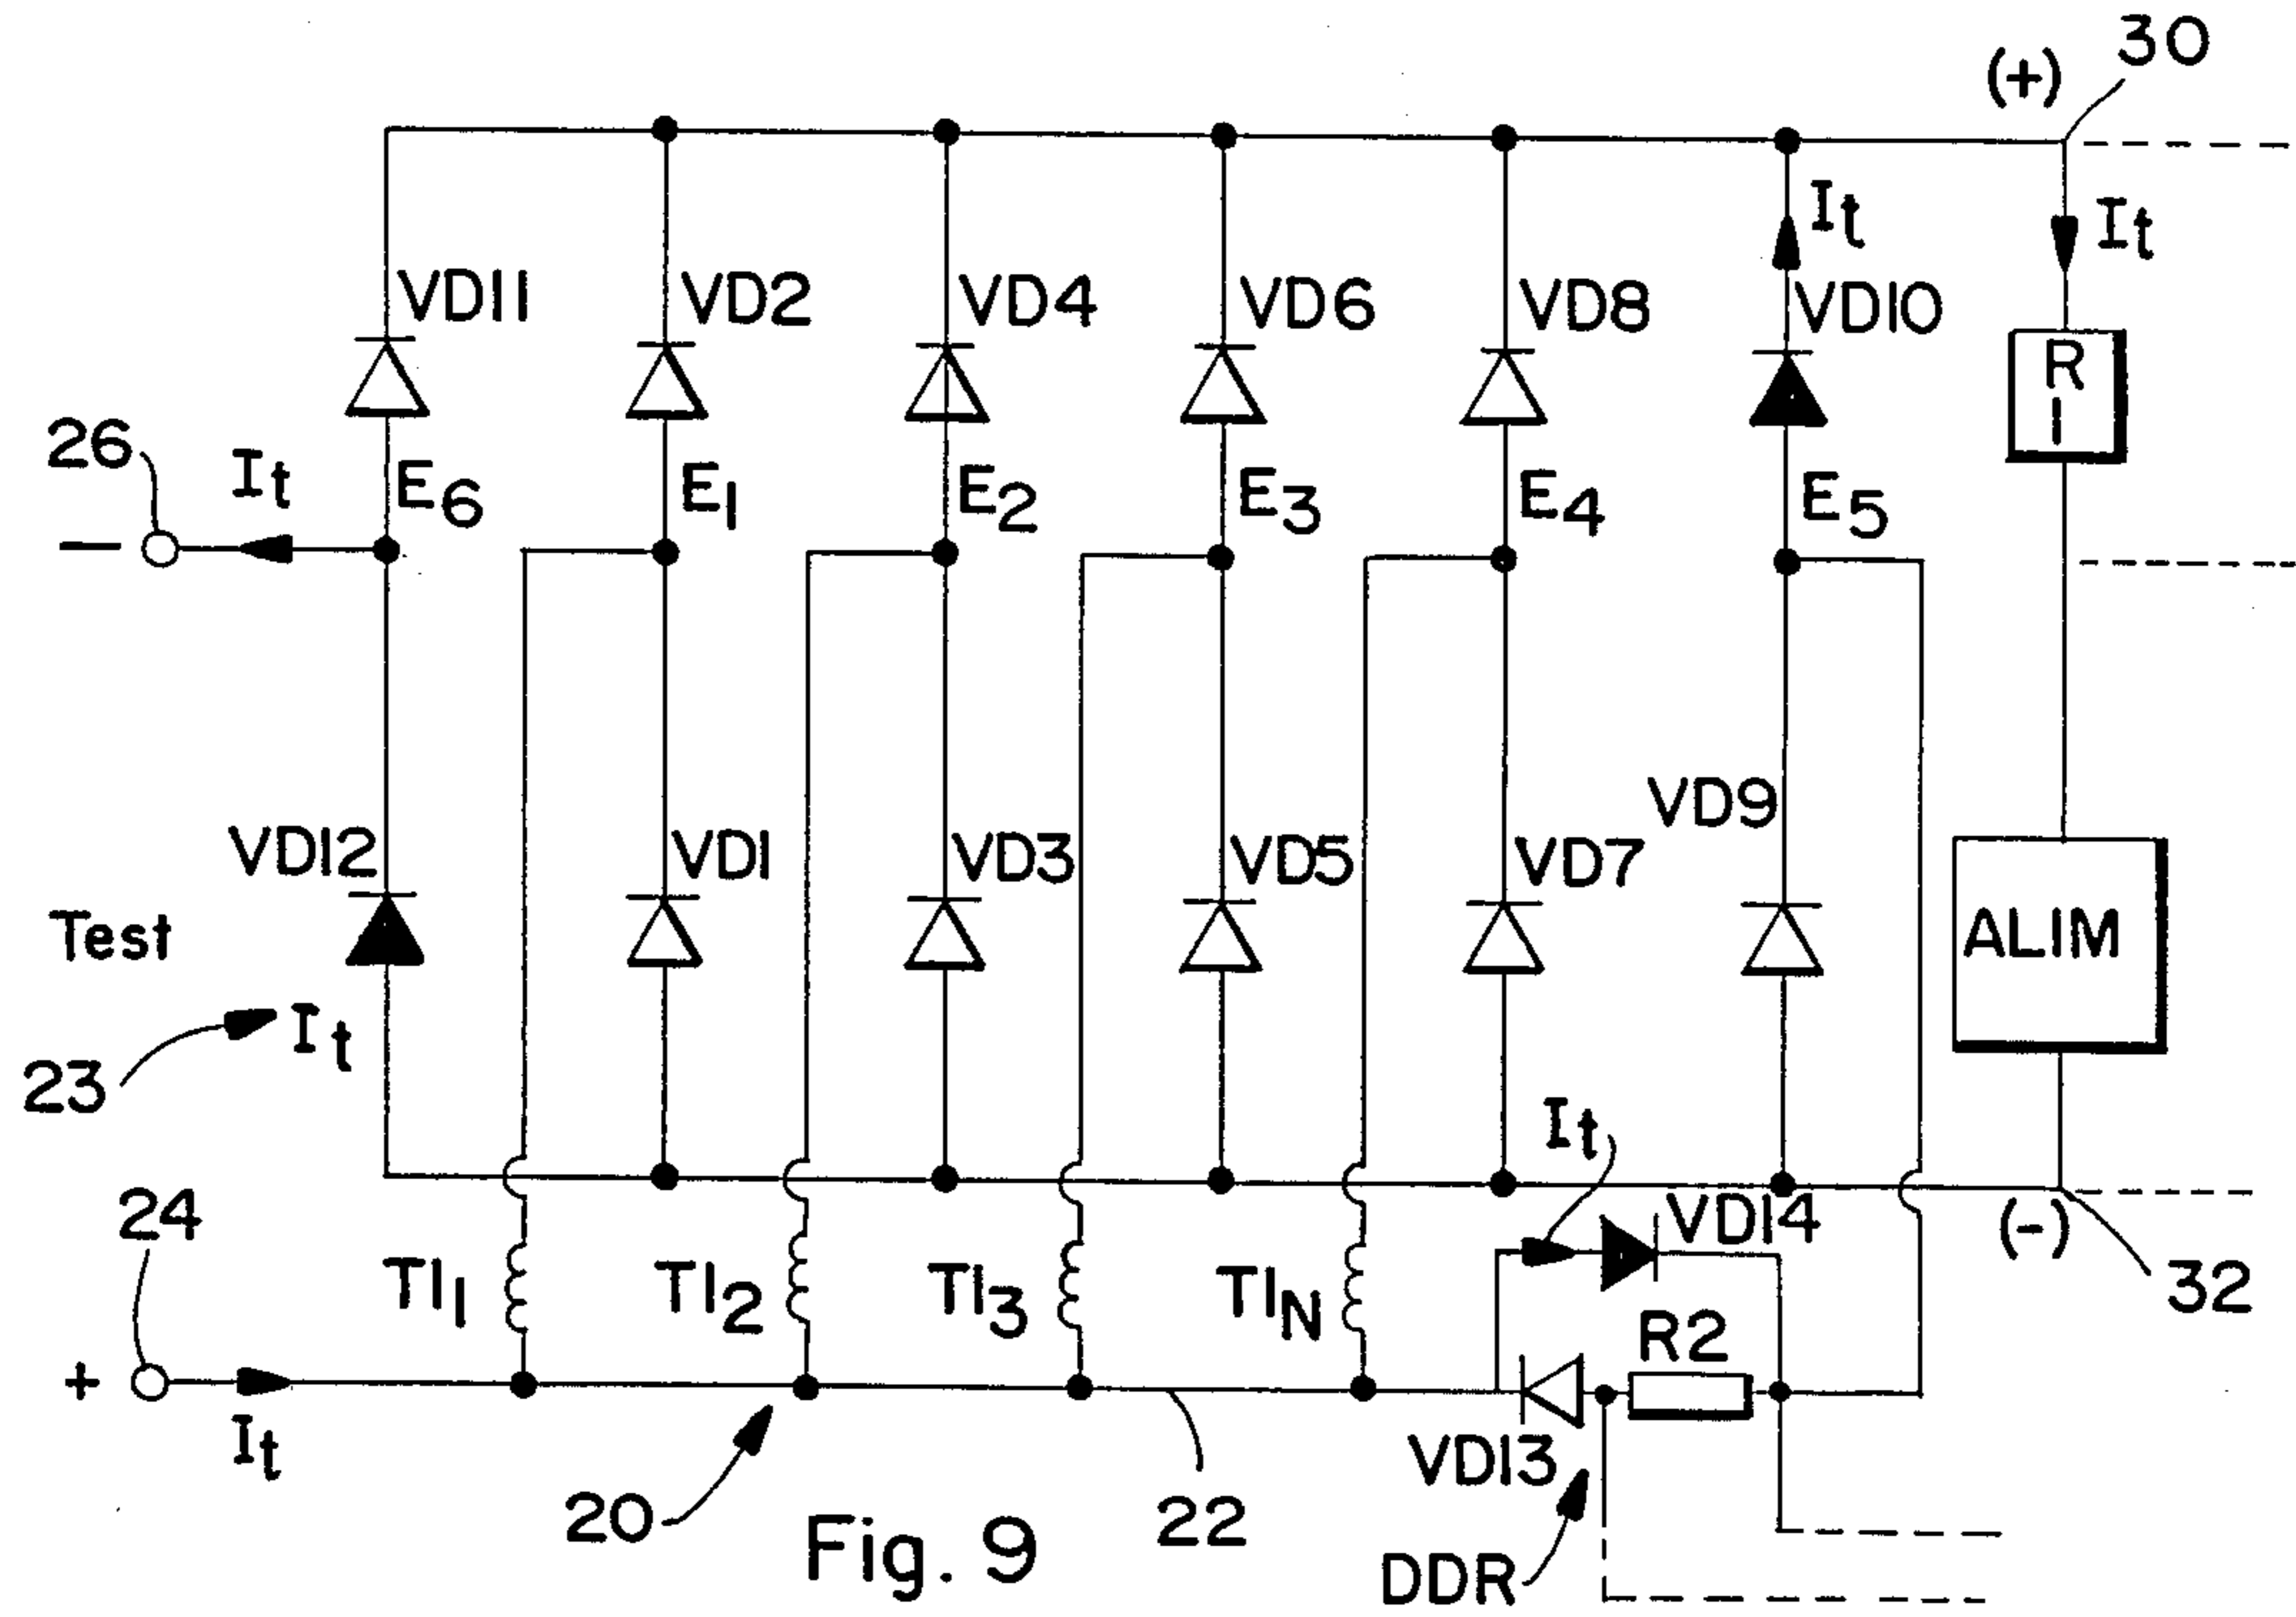 30
(+)
It
It
VD11
VD2
VD4
VD6
VD8
VD10
R
1
26
It
E6
E1
E2
E3
E4
E5
−
VD12
VD1
VD3
VD5
VD7
VD9
ALIM
Test
It
23
It
24
VD14
(-)
32
TI1
TI2
TI3
TIN
R2
+
It
VD13
20
22
Fig. 9
DDR